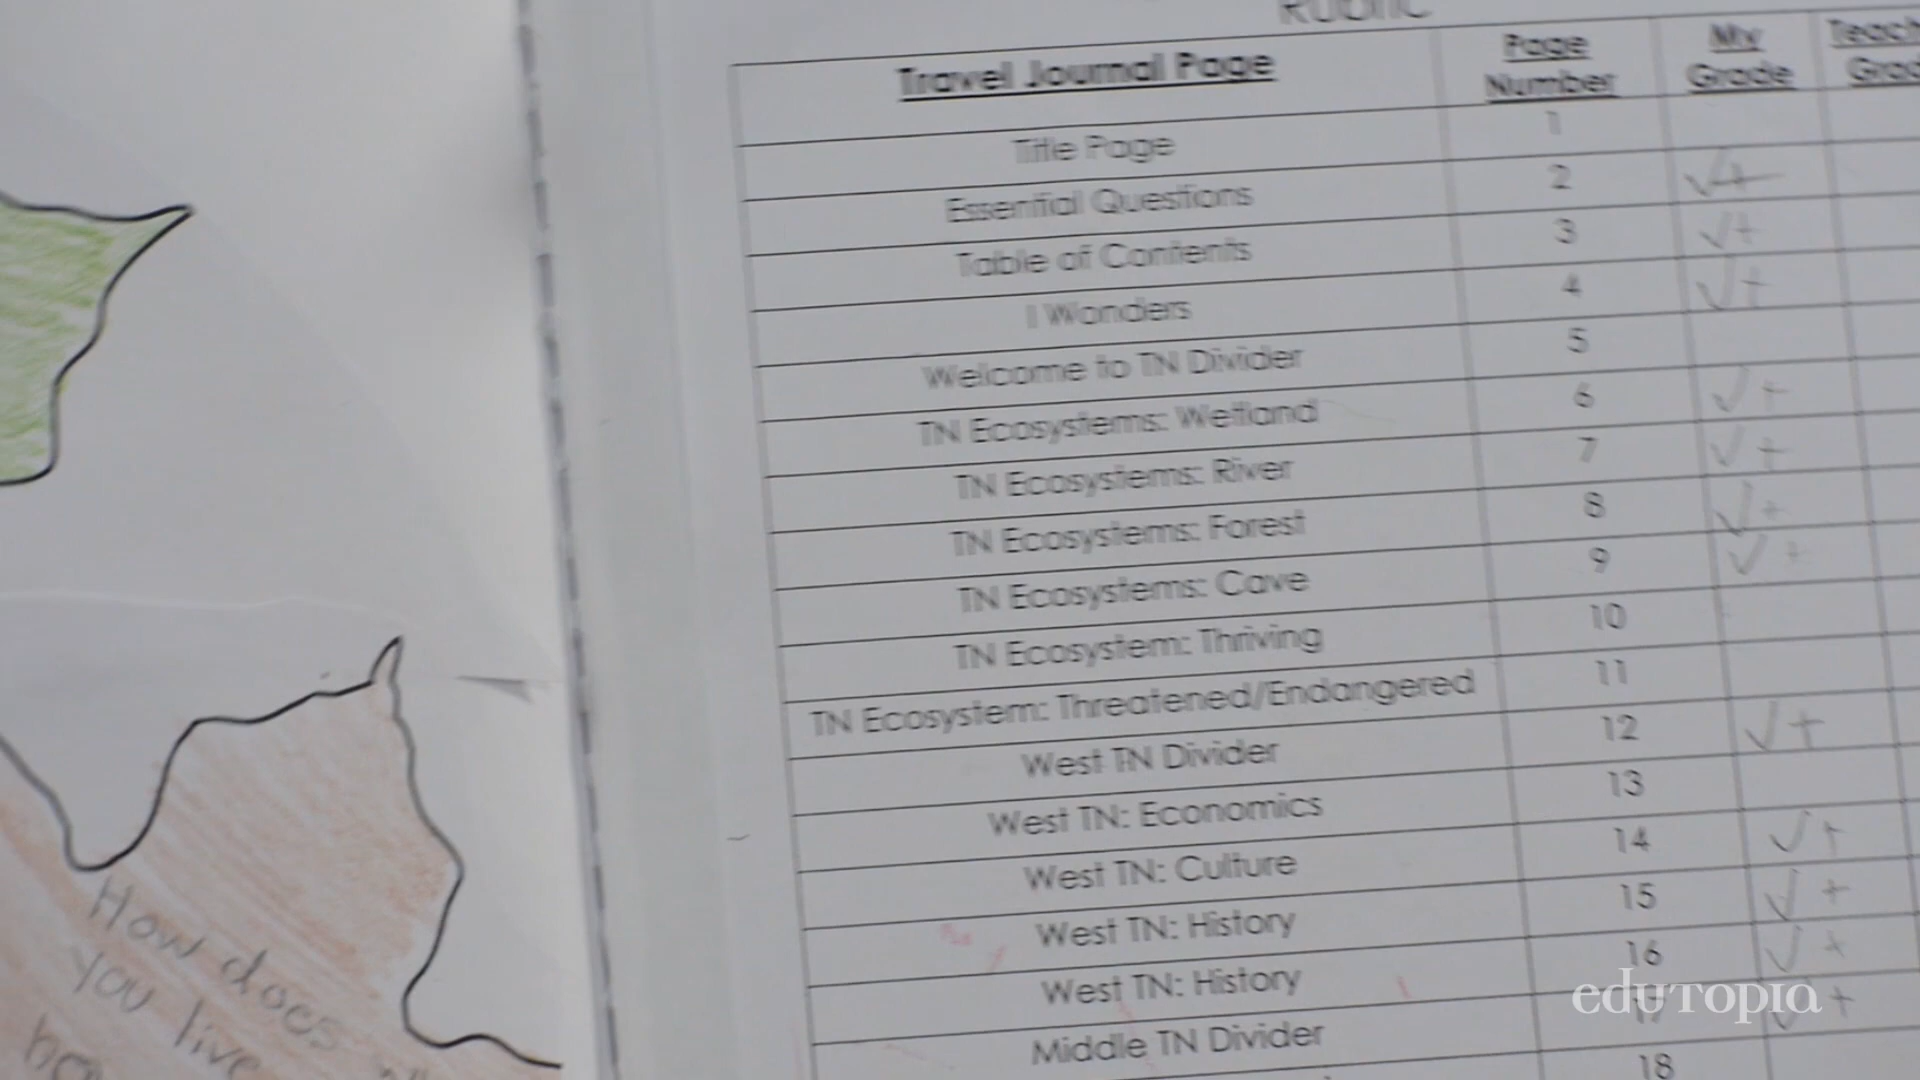 Rubric
Travel Journal Page Page Number My Grade
Title Page 1
Essential Questions 2 ✓+
Table of Contents 3 ✓+
I Wonders 4 ✓+
Welcome to TN Divider 5
TN Ecosystems: Wetland 6 ✓+
TN Ecosystems: River 7 ✓+
TN Ecosystems: Forest 8 ✓+
TN Ecosystems: Cave 9 ✓+
TN Ecosystem: Thriving 10
TN Ecosystem: Threatened/Endangered 11
West TN Divider 12 ✓+
West TN: Economics 13
West TN: Culture 14 ✓+
West TN: History 15 ✓+
West TN: History 16 ✓+
Middle TN Divider 17 ✓+
18
How does
you live
edutopia